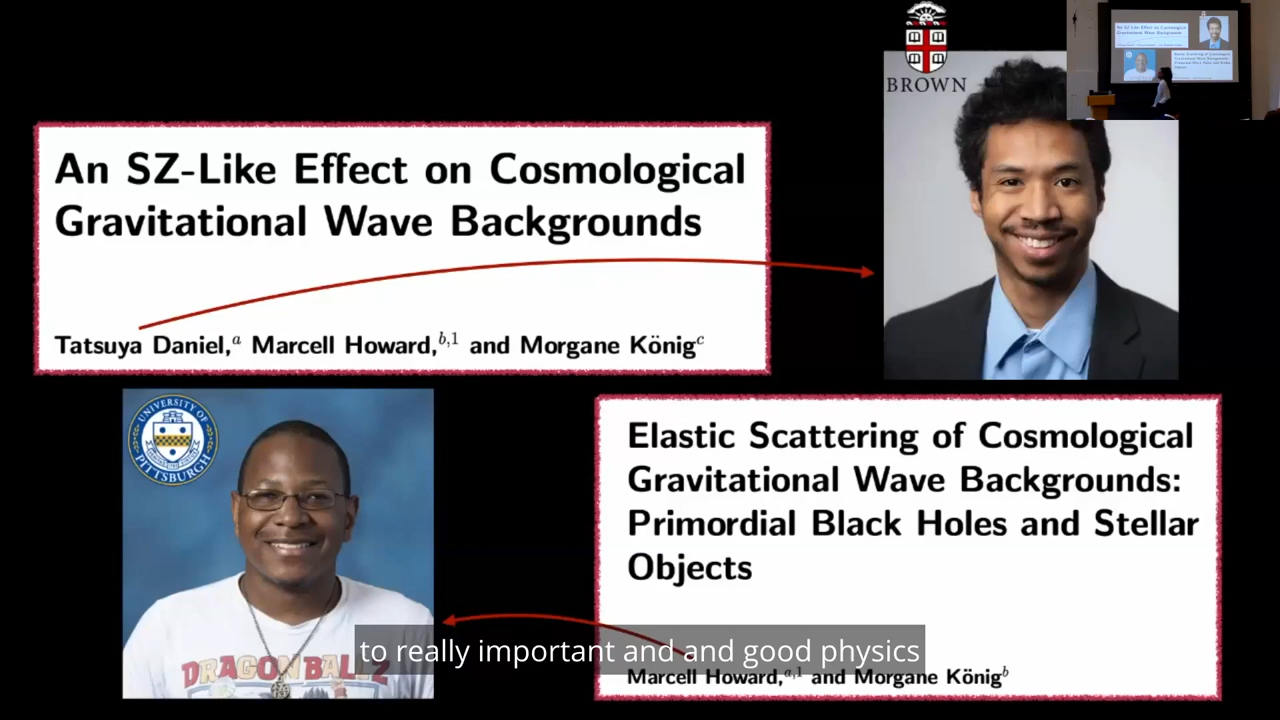 BROWN
An SZ-Like Effect on Cosmological
Gravitational Wave Backgrounds
Tatsuya Daniel,ᵃ Marcell Howard,ᵇ,¹ and Morgane Königᶜ
UNIVERSITY OF
PITTSBURGH
DRAGON BALL Z
Elastic Scattering of Cosmological
Gravitational Wave Backgrounds:
Primordial Black Holes and Stellar
Objects
Marcell Howard,ᵃ,¹ and Morgane Königᵇ
to really important and and good physics